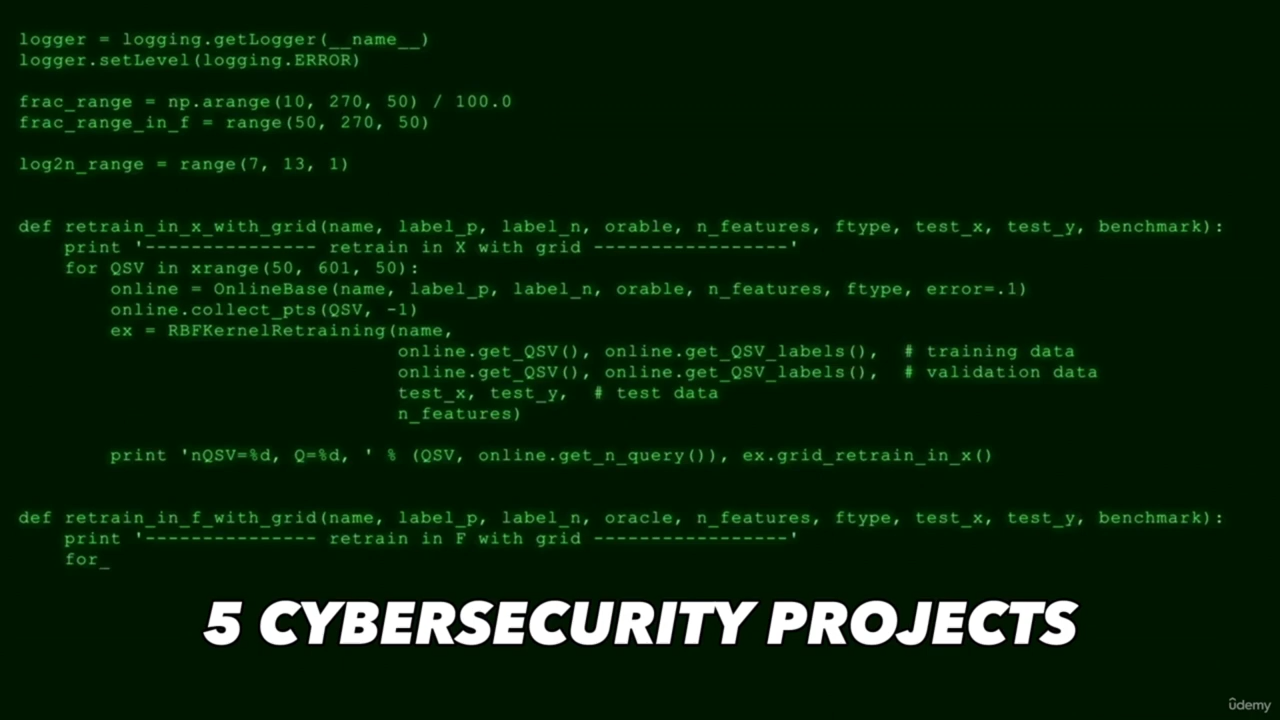 logger = logging.getLogger(__name__)
logger.setLevel(logging.ERROR)
frac_range = np.arange(10, 270, 50) / 100.0
frac_range_in_f = range(50, 270, 50)
log2n_range = range(7, 13, 1)
def retrain_in_x_with_grid(name, label_p, label_n, orable, n_features, ftype, test_x, test_y, benchmark):
    print '--------------- retrain in X with grid -----------------'
    for QSV in xrange(50, 601, 50):
        online = OnlineBase(name, label_p, label_n, orable, n_features, ftype, error=.1)
        online.collect_pts(QSV, -1)
        ex = RBFKernelRetraining(name,
                                 online.get_QSV(), online.get_QSV_labels(),  # training data
                                 online.get_QSV(), online.get_QSV_labels(),  # validation data
                                 test_x, test_y,  # test data
                                 n_features)
        print 'nQSV=%d, Q=%d, ' % (QSV, online.get_n_query()), ex.grid_retrain_in_x()
def retrain_in_f_with_grid(name, label_p, label_n, oracle, n_features, ftype, test_x, test_y, benchmark):
    print '--------------- retrain in F with grid -----------------'
    for_
5 CYBERSECURITY PROJECTS
ûdemy